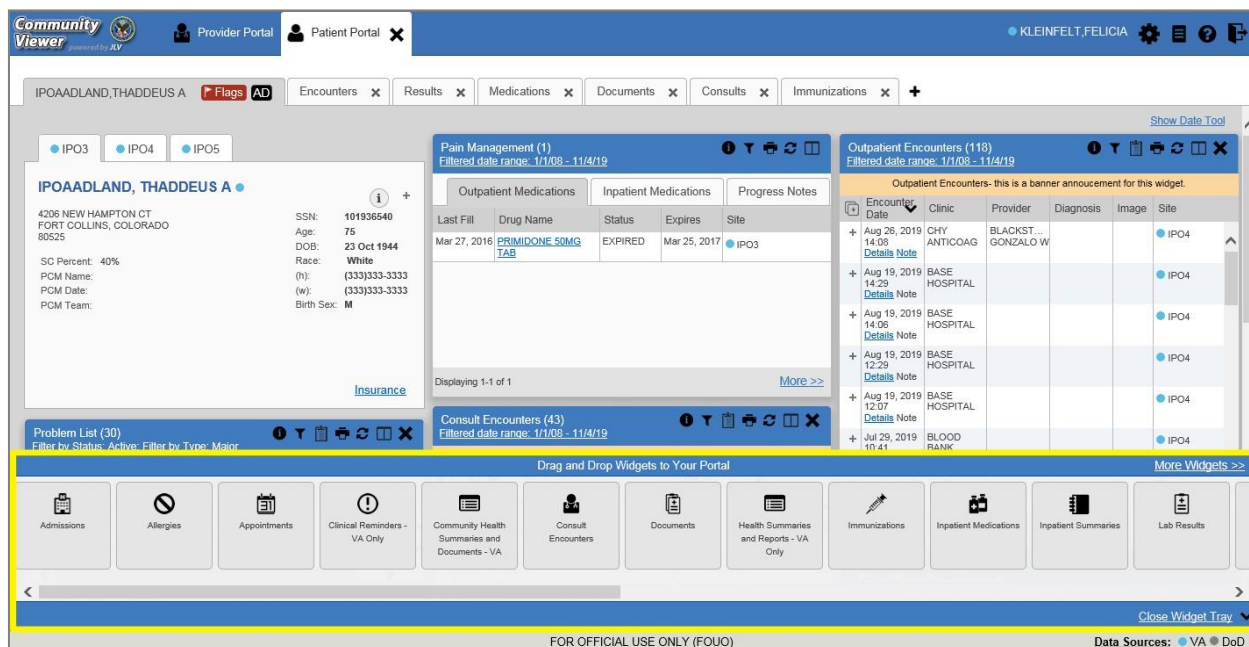 Community
Viewer powered by JLV
Provider Portal
Patient Portal
KLEINFELT,FELICIA
IPOAADLAND,THADDEUS A Flags AD
Encounters
Results
Medications
Documents
Consults
Immunizations
Show Date Tool
IPO3 IPO4 IPO5
IPOAADLAND, THADDEUS A
4206 NEW HAMPTON CT
FORT COLLINS, COLORADO
80525
SC Percent: 40%
PCM Name:
PCM Date:
PCM Team:
SSN: 101936540
Age: 75
DOB: 23 Oct 1944
Race: White
(h): (333)333-3333
(w): (333)333-3333
Birth Sex: M
Insurance
Problem List (30)
Filter by Status: Active; Filter by Type: Major
Pain Management (1)
Filtered date range: 1/1/08 - 11/4/19
Outpatient Medications Inpatient Medications Progress Notes
Last Fill Drug Name Status Expires Site
Mar 27, 2016 PRIMIDONE 50MG TAB EXPIRED Mar 25, 2017 IPO3
Displaying 1-1 of 1 More >>
Consult Encounters (43)
Filtered date range: 1/1/08 - 11/4/19
Outpatient Encounters (118)
Filtered date range: 1/1/08 - 11/4/19
Outpatient Encounters- this is a banner annoucement for this widget.
Encounter Date Clinic Provider Diagnosis Image Site
Aug 26, 2019 CHY BLACKST... IPO4
14:08 ANTICOAG GONZALO W
Details Note
Aug 19, 2019 BASE IPO4
14:29 HOSPITAL
Details Note
Aug 19, 2019 BASE IPO4
14:06 HOSPITAL
Details Note
Aug 19, 2019 BASE IPO4
12:29 HOSPITAL
Details Note
Aug 19, 2019 BASE IPO4
12:07 HOSPITAL
Details Note
Jul 29, 2019 BLOOD IPO4
10:41 BANK
Drag and Drop Widgets to Your Portal
More Widgets >>
Admissions
Allergies
31
Appointments
Clinical Reminders -
VA Only
Community Health
Summaries and
Documents - VA
Consult
Encounters
Documents
Health Summaries
and Reports - VA
Only
Immunizations
Inpatient Medications
Inpatient Summaries
Lab Results
Close Widget Tray
FOR OFFICIAL USE ONLY (FOUO)
Data Sources: VA DoD